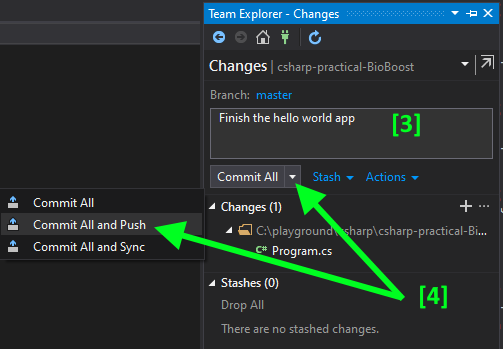 Team Explorer - Changes
Changes | csharp-practical-BioBoost
Branch: master
Finish the hello world app
[3]
Commit All
Stash
Actions
Commit All
Commit All and Push
Commit All and Sync
Changes (1)
C:\playground\csharp\csharp-practical-Bi...
C# Program.cs
[4]
Stashes (0)
Drop All
There are no stashed changes.